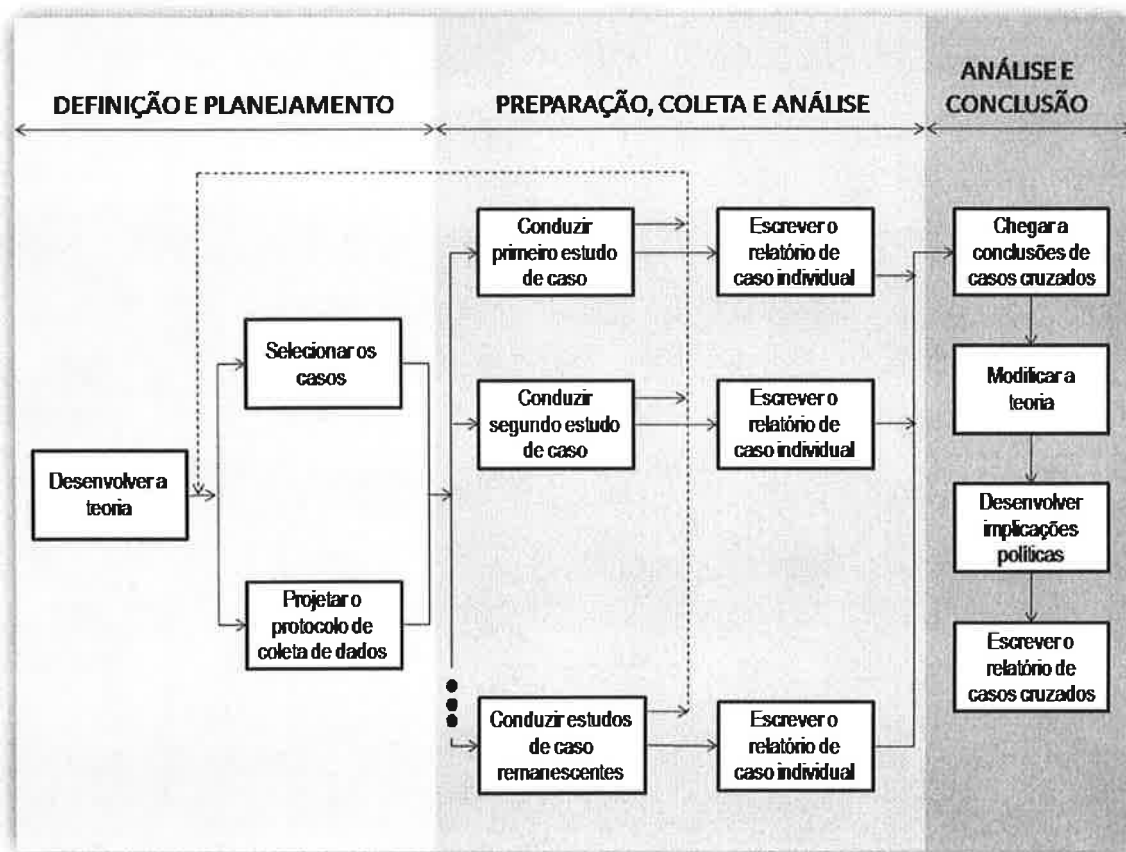 DEFINIÇÃO E PLANEJAMENTO
PREPARAÇÃO, COLETA E ANÁLISE
ANÁLISE E
CONCLUSÃO
Desenvolver a
teoria
Selecionar os
casos
Projetar o
protocolo de
coleta de dados
Conduzir
primeiro estudo
de caso
Escrever o
relatório de
caso individual
Conduzir
segundo estudo
de caso
Escrever o
relatório de
caso individual
Conduzir estudos
de caso
remanescentes
Escrever o
relatório de
caso individual
Chegar a
conclusões de
casos cruzados
Modificar a
teoria
Desenvolver
implicações
políticas
Escrever o
relatório de
casos cruzados